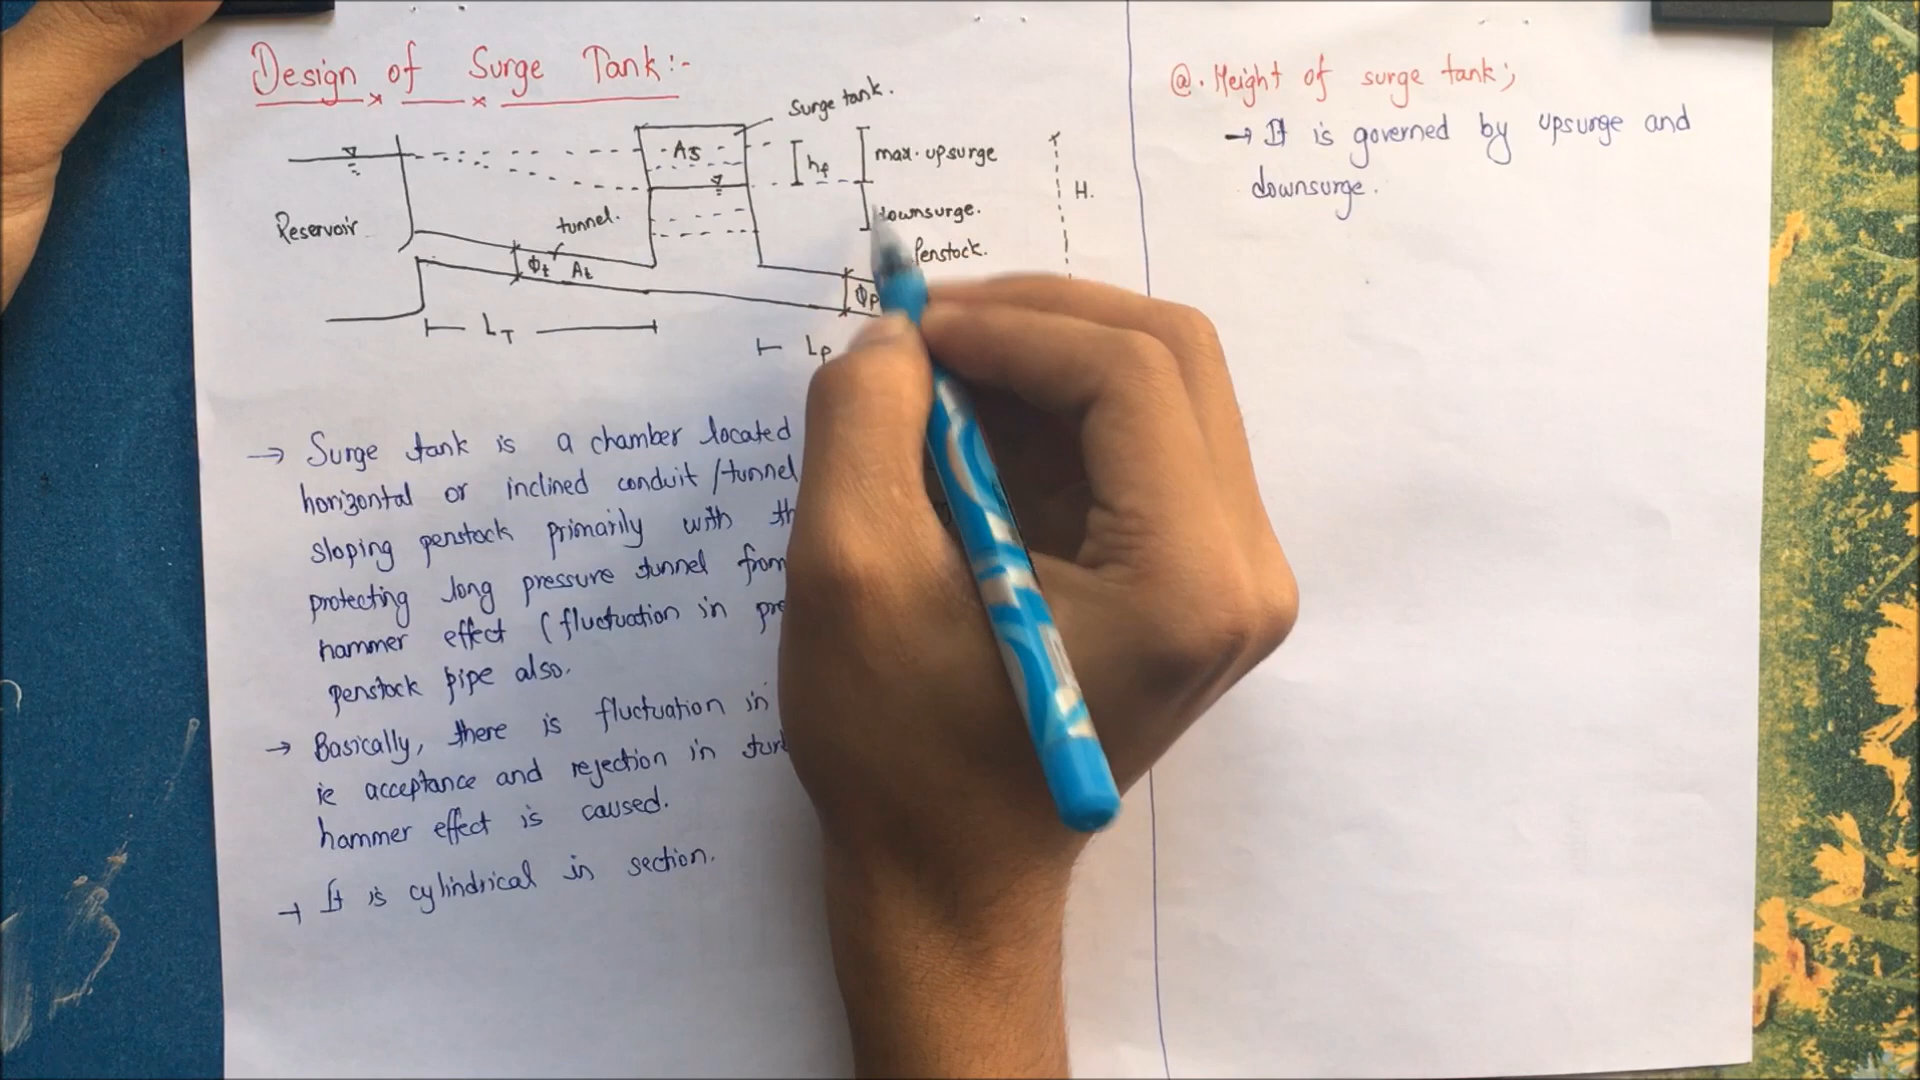 Design of Surge Tank:-
Surge tank.
As
hf
max. upsurge
H.
Reservoir
tunnel.
downsurge.
Penstock.
Φt At
Φp
LT
Lp
→ Surge tank is a chamber located
horizontal or inclined conduit /tunnel
sloping penstock primarily with
protecting long pressure tunnel from
hammer effect (fluctuation in
penstock pipe also.
→ Basically, there is fluctuation in
ie acceptance and rejection in
hammer effect is caused.
→ It is cylindrical in section.
@. Height of surge tank;
→ It is governed by upsurge and
downsurge.